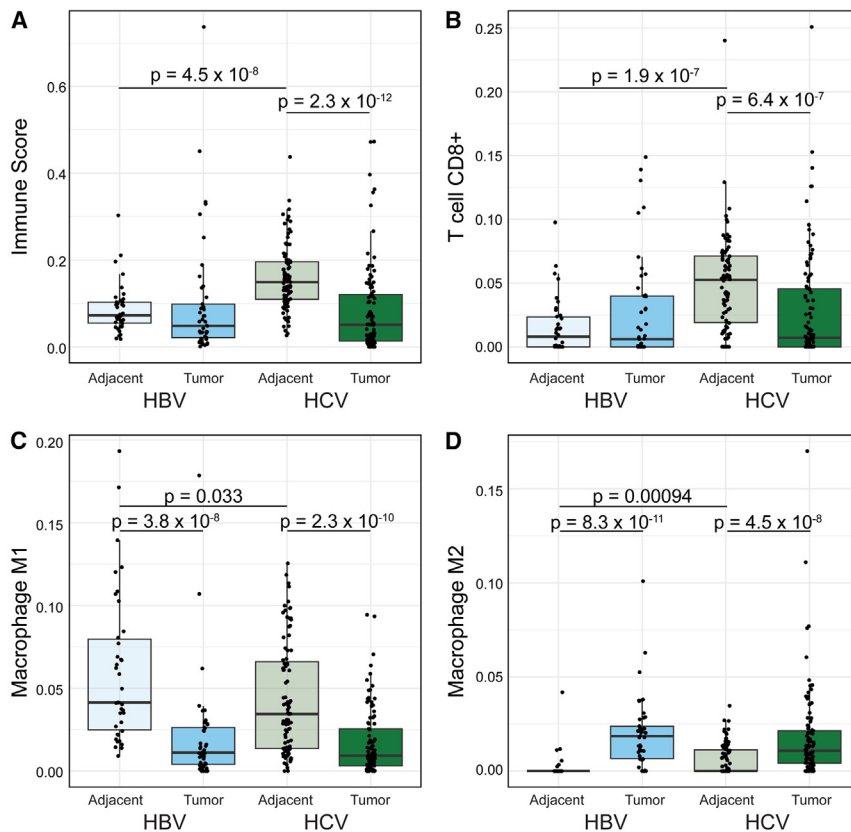 A
Immune Score
0.6
0.4
0.2
0.0
p = 4.5 x 10-8
p = 2.3 x 10-12
Adjacent Tumor Adjacent Tumor
HBV HCV
B
T cell CD8+
0.25
0.20
0.15
0.10
0.05
0.00
p = 1.9 x 10-7
p = 6.4 x 10-7
Adjacent Tumor Adjacent Tumor
HBV HCV
C
Macrophage M1
0.20
0.15
0.10
0.05
0.00
p = 0.033
p = 3.8 x 10-8 p = 2.3 x 10-10
Adjacent Tumor Adjacent Tumor
HBV HCV
D
Macrophage M2
0.15
0.10
0.05
0.00
p = 0.00094
p = 8.3 x 10-11 p = 4.5 x 10-8
Adjacent Tumor Adjacent Tumor
HBV HCV